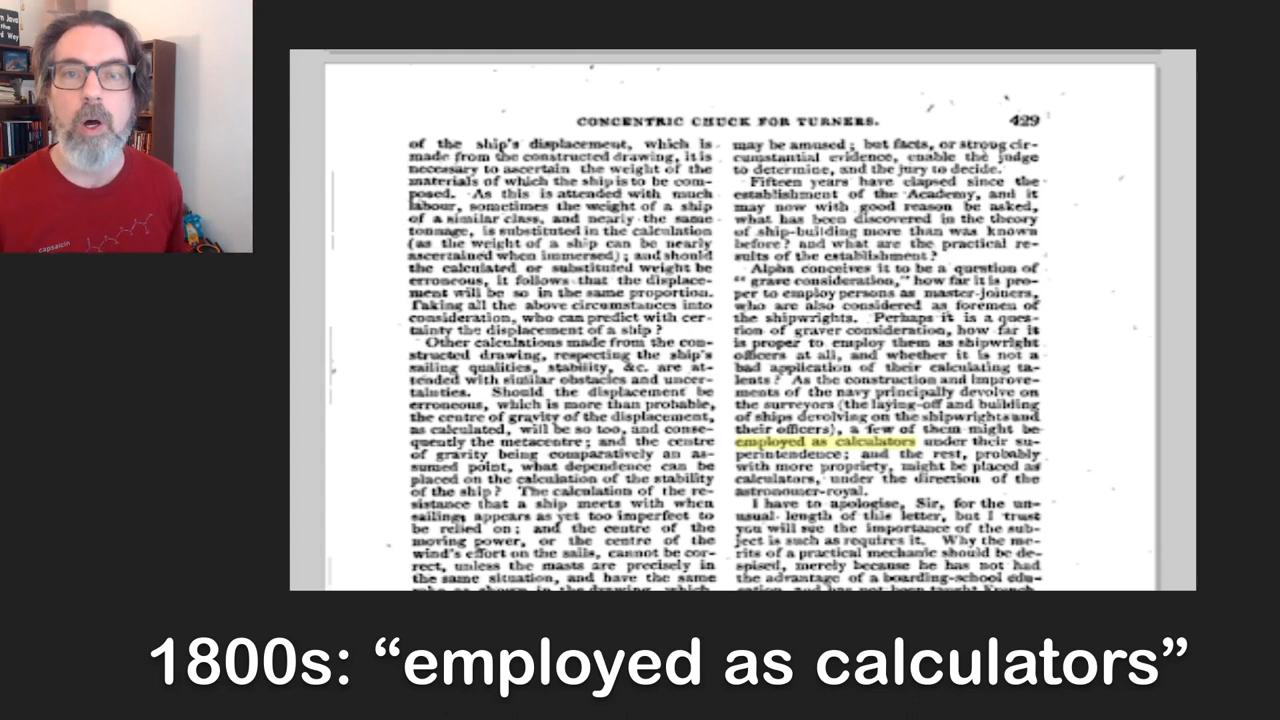 n Java
the
d Wey
capsaicin
CONCENTRIC CHUCK FOR TURNERS.
429
of the ship's displacement, which is
made from the constructed drawing, it is
necessary to ascertain the weight of the
materials of which the ship is to be com-
posed. As this is attended with much
labour, sometimes the weight of a ship
of a similar class, and nearly the same
tonnage, is substituted in the calculation
(as the weight of a ship can be nearly
ascertained when immersed); and should
the calculated or substituted weight be
erroneous, it follows that the displace-
ment will be so in the same proportion.
Taking all the above circumstances into
consideration, who can predict with cer-
tainty the displacement of a ship?
Other calculations made from the con-
structed drawing, respecting the ship's
sailing qualities, stability, &c. are at-
tended with similar obstacles and uncer-
tainties. Should the displacement be
erroneous, which is more than probable,
the centre of gravity of the displacement,
as calculated, will be so too, and conse-
quently the metacentre; and the centre
of gravity being comparatively an as-
sumed point, what dependence can be
placed on the calculation of the stability
of the ship? The calculation of the re-
sistance that a ship meets with when
sailing, appears as yet too imperfect to
be relied on; and the centre of the
moving power, or the centre of the
wind's effort on the sails, cannot be cor-
rect, unless the masts are precisely in
the same situation, and have the same
may be amused; but facts, or strong cir-
cumstantial evidence, enable the judge
to determine, and the jury to decide.
Fifteen years have elapsed since the
establishment of the Academy, and it
may now with good reason be asked,
what has been discovered in the theory
of ship-building more than was known
before? and what are the practical re-
sults of the establishment?
Alpha conceives it to be a question of
"grave consideration," how far it is pro-
per to employ persons as master-joiners,
who are also considered as foremen of
the shipwrights. Perhaps it is a ques-
tion of graver consideration, how far it
is proper to employ them as shipwright
officers at all, and whether it is not a
bad application of their calculating ta-
lents? As the construction and improve-
ments of the navy principally devolve on
the surveyors (the laying-off and building
of ships devolving on the shipwrights and
their officers), a few of them might be
employed as calculators under their su-
perintendence; and the rest, probably
with more propriety, might be placed as
calculators, under the direction of the
astronomer-royal.
I have to apologise, Sir, for the un-
usual length of this letter, but I trust
you will see the importance of the sub-
ject is such as requires it. Why the me-
rits of a practical mechanic should be de-
spised, merely because he has not had
the advantage of a boarding-school edu-
1800s: “employed as calculators”